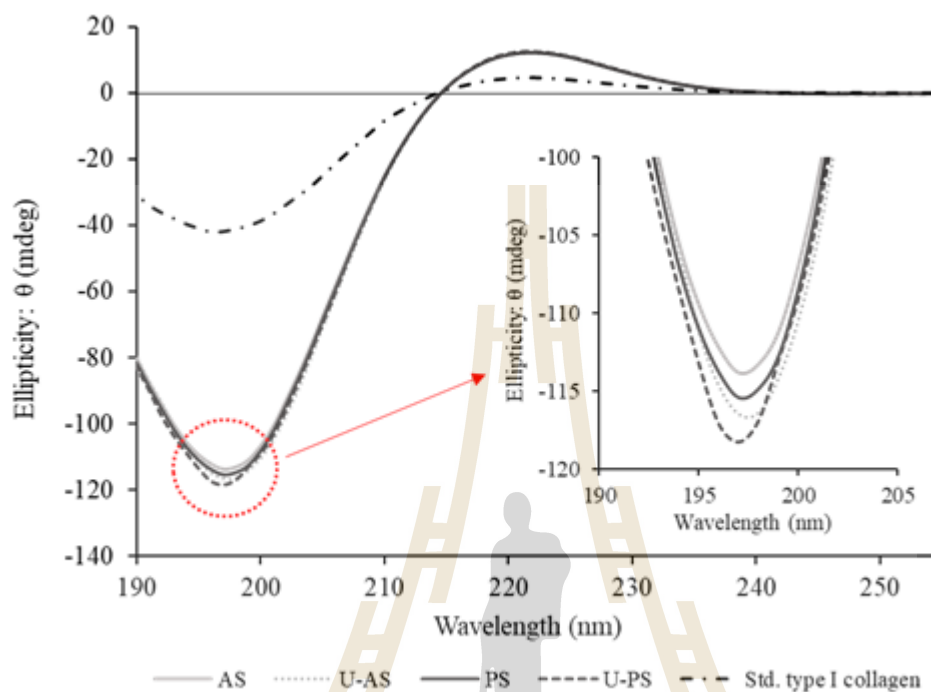 20
0
-20
-40
-60
-80
-100
-120
-140
Ellipticity: θ (mdeg)
190 200 210 220 230 240 250
Wavelength (nm)
-100
-105
-110
-115
-120
Ellipticity: θ (mdeg)
190 195 200 205
Wavelength (nm)
AS U-AS PS U-PS Std. type I collagen